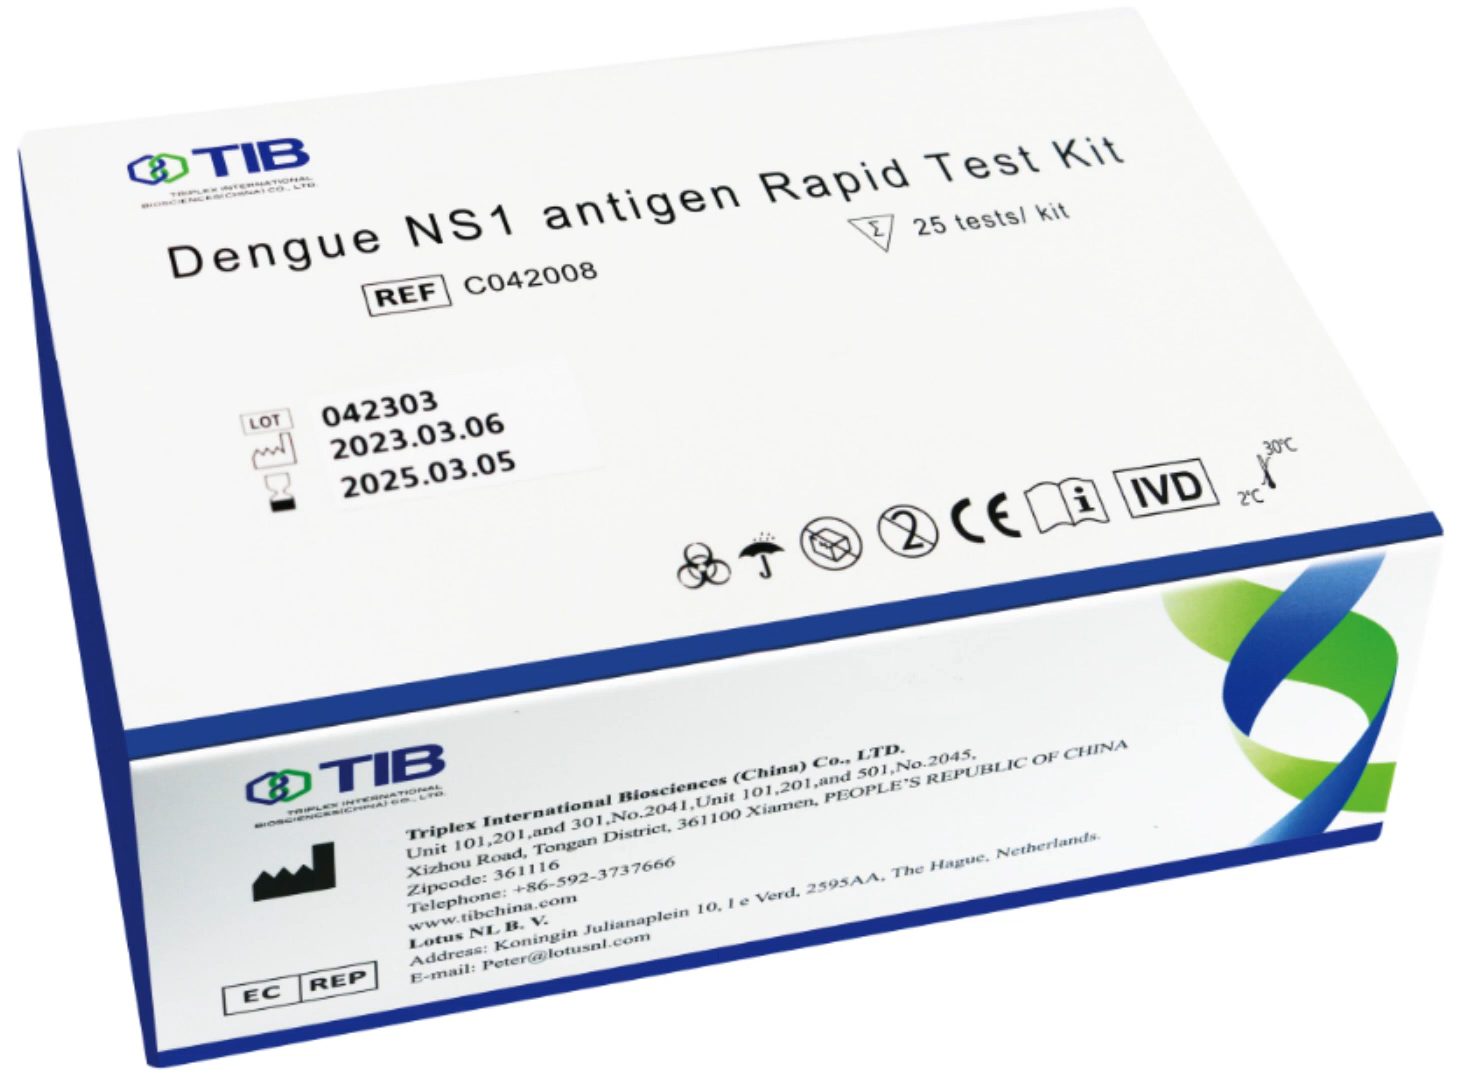 TIB
TRIPLEX INTERNATIONAL
BIOSCIENCES(CHINA) CO., LTD.
Dengue NS1 antigen Rapid Test Kit
Σ 25 tests/ kit
REF C042008
LOT 042303
2023.03.06
2025.03.05
2 CE i IVD 2°C 30°C
TIB
TRIPLEX INTERNATIONAL
BIOSCIENCES(CHINA) CO., LTD.
Triplex International Biosciences (China) Co., LTD.
Unit 101,201,and 301,No.2041,Unit 101,201,and 501,No.2045,
Xizhou Road, Tongan District, 361100 Xiamen, PEOPLE'S REPUBLIC OF CHINA
Zipcode: 361116
Telephone: +86-592-3737666
www.tibchina.com
Lotus NL B. V.
Address: Koningin Julianaplein 10, 1 e Verd, 2595AA, The Hague, Netherlands.
E-mail: Peter@lotusnl.com
EC REP